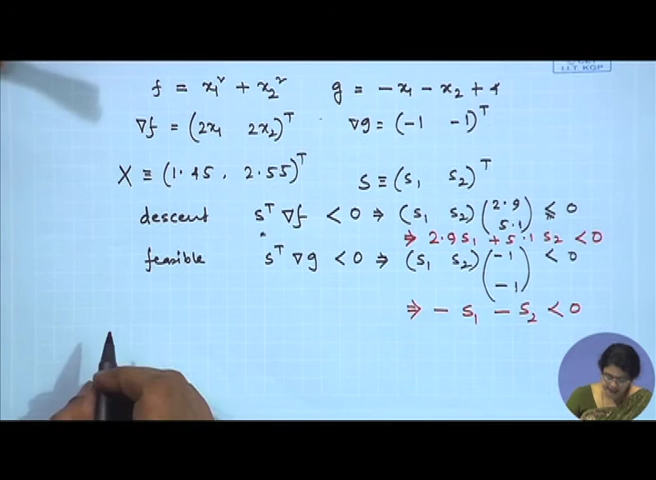 I.I.T. KGP
f = x₁² + x₂² g = - x₁ - x₂ + 4
∇f = (2x₁ 2x₂)ᵀ ∇g = (-1 -1)ᵀ
X ≡ (1.45, 2.55)ᵀ S ≡ (s₁ s₂)ᵀ
descent sᵀ ∇f < 0 ⇒ (s₁ s₂) (2.9 5.1) ≤ 0
⇒ 2.9 s₁ + 5.1 s₂ < 0
feasible sᵀ ∇g < 0 ⇒ (s₁ s₂) (-1 -1) < 0
⇒ - s₁ - s₂ < 0